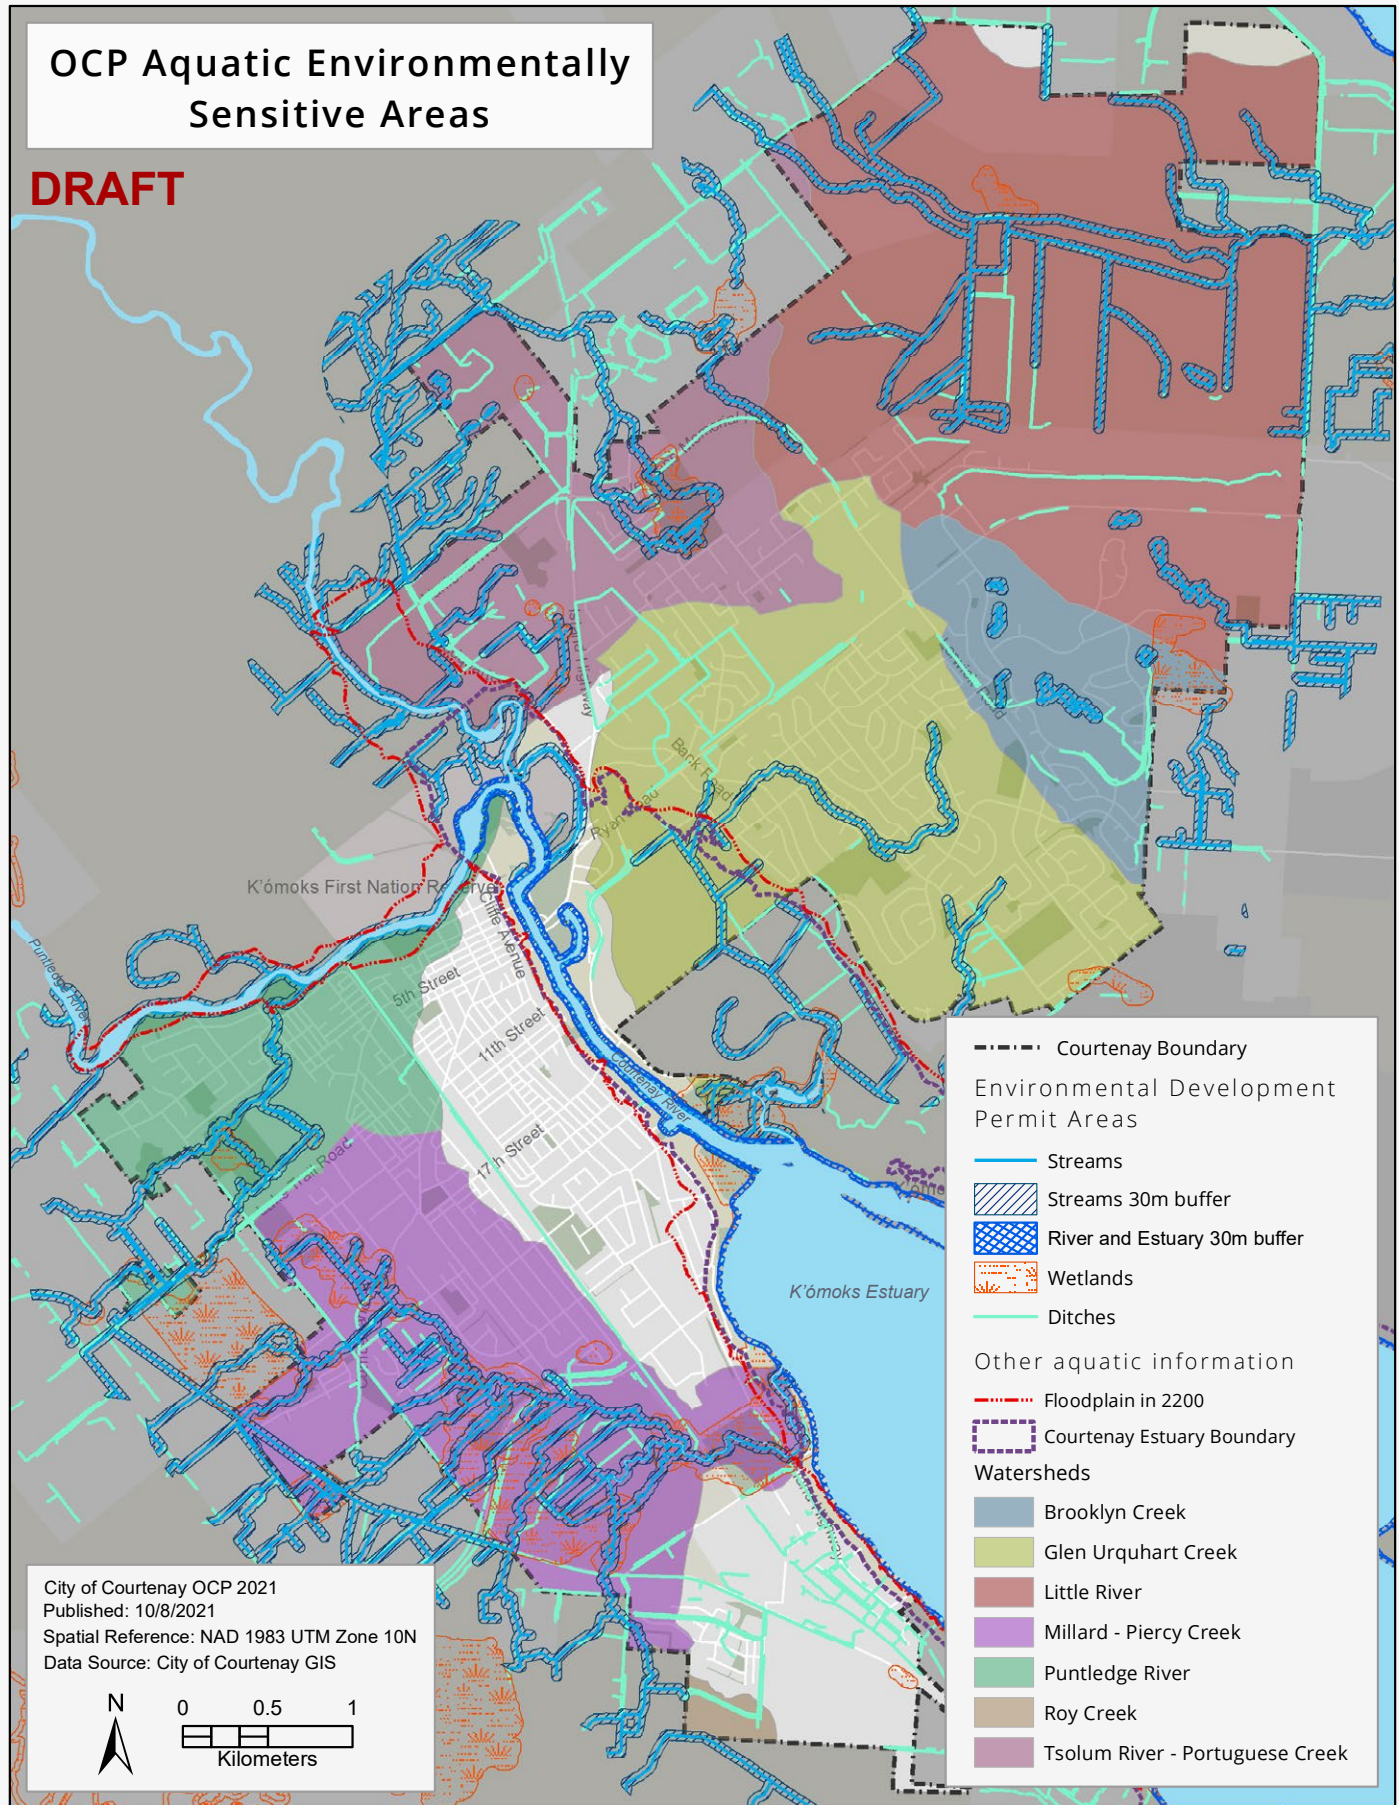 OCP Aquatic Environmentally
Sensitive Areas
DRAFT
Back Road
Ryan
K'ómoks First Nation Reserve
Cliffe Avenue
Puntledge River
5th Street
11th Street
Courtenay River
17th Street
Road
K'ómoks Estuary
Courtenay Boundary
Environmental Development
Permit Areas
Streams
Streams 30m buffer
River and Estuary 30m buffer
Wetlands
Ditches
Other aquatic information
Floodplain in 2200
Courtenay Estuary Boundary
Watersheds
Brooklyn Creek
Glen Urquhart Creek
Little River
Millard - Piercy Creek
Puntledge River
Roy Creek
Tsolum River - Portuguese Creek
City of Courtenay OCP 2021
Published: 10/8/2021
Spatial Reference: NAD 1983 UTM Zone 10N
Data Source: City of Courtenay GIS
N
0 0.5 1
Kilometers